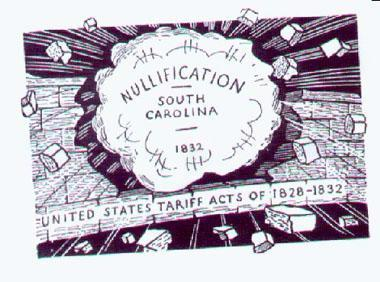 NULLIFICATION
SOUTH
CAROLINA
1832
UNITED STATES TARIFF ACTS OF 1828-1832